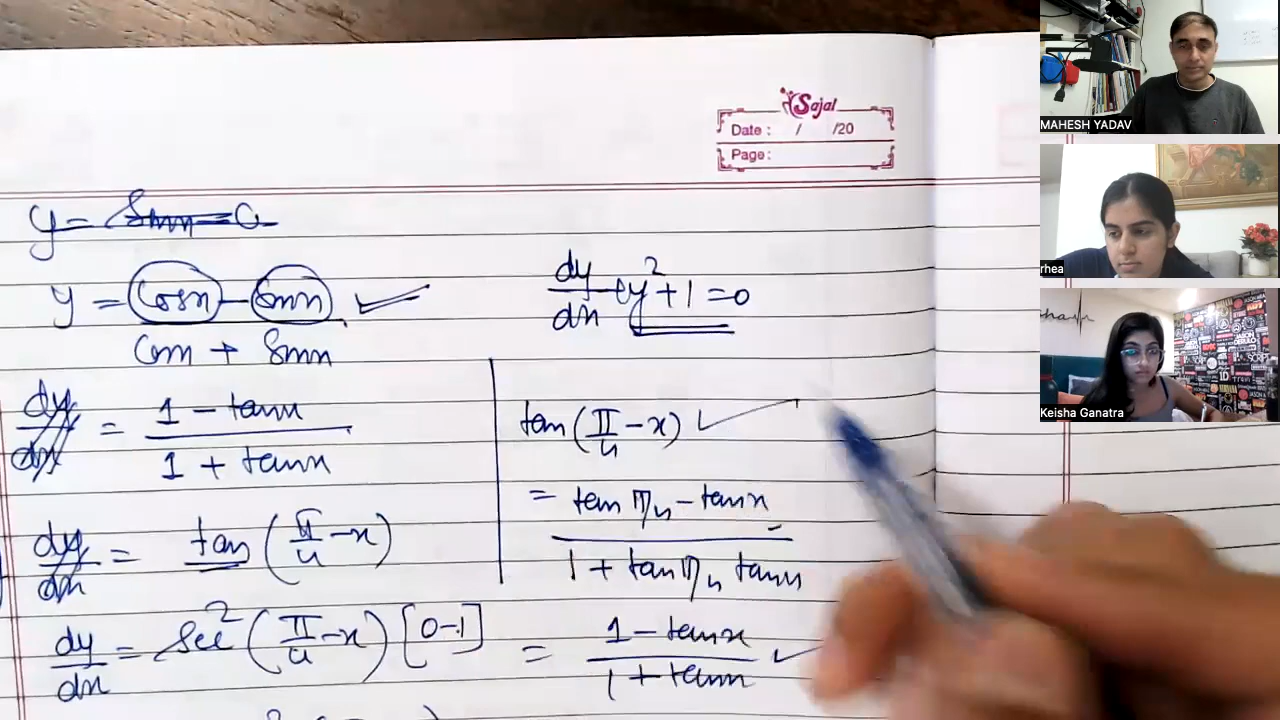 Sajal
Date : / /20
Page :
y = Sinx = C
y = Cosx - Sinx
Cosx + Sinx
dy/dx + y² + 1 = 0
dy/dx = 1 - tanx
1 + tanx
tan(π/4 - x)
= tan π/4 - tanx
1 + tan π/4 tanx
dy/dx = tan(π/4 - x)
dy/dx = Sec²(π/4 - x) [0-1]
= 1 - tanx
1 + tanx
MAHESH YADAV
rhea
Keisha Ganatra